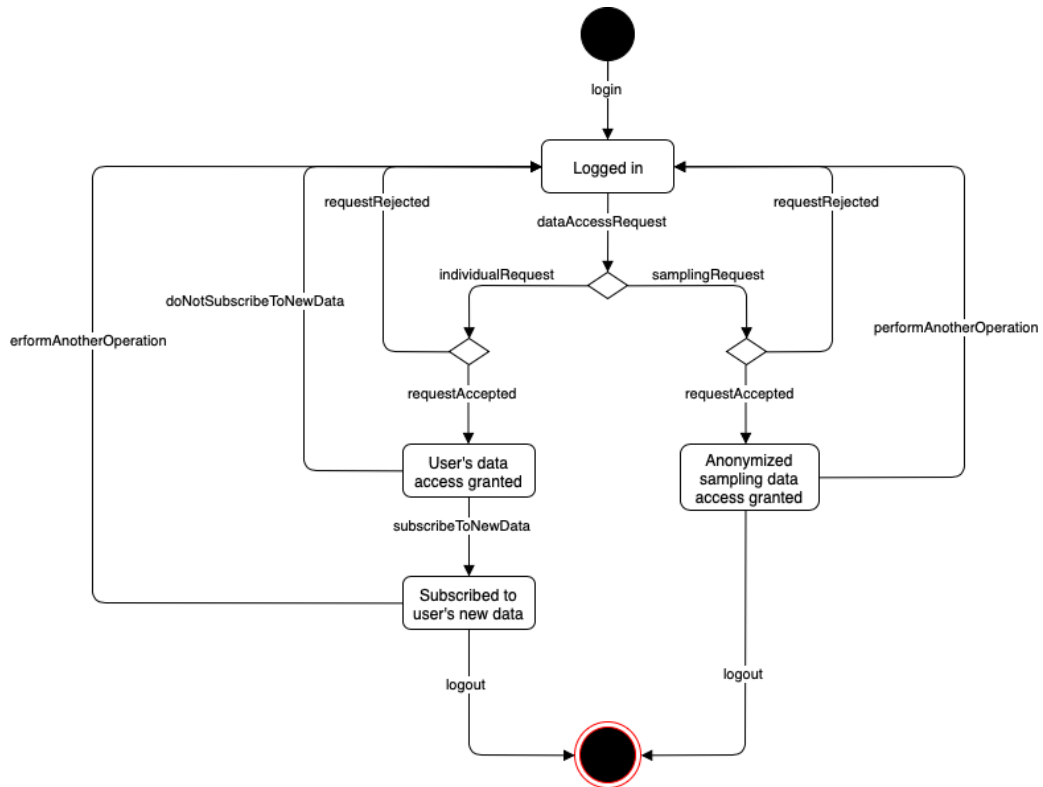 login
Logged in
requestRejected
requestRejected
dataAccessRequest
individualRequest
samplingRequest
doNotSubscribeToNewData
performAnotherOperation
erformAnotherOperation
requestAccepted
requestAccepted
User's data
access granted
Anonymized
sampling data
access granted
subscribeToNewData
Subscribed to
user's new data
logout
logout